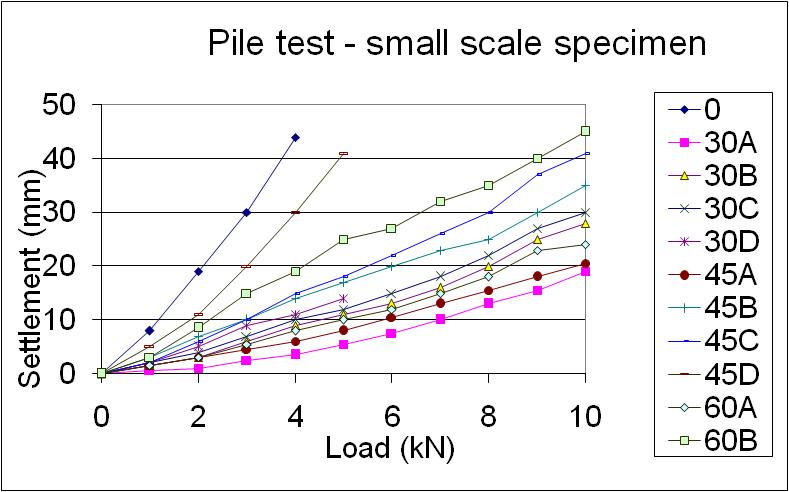 Pile test - small scale specimen
50
40
30
20
10
0
Settlement (mm)
0 2 4 6 8 10
Load (kN)
0
30A
30B
30C
30D
45A
45B
45C
45D
60A
60B